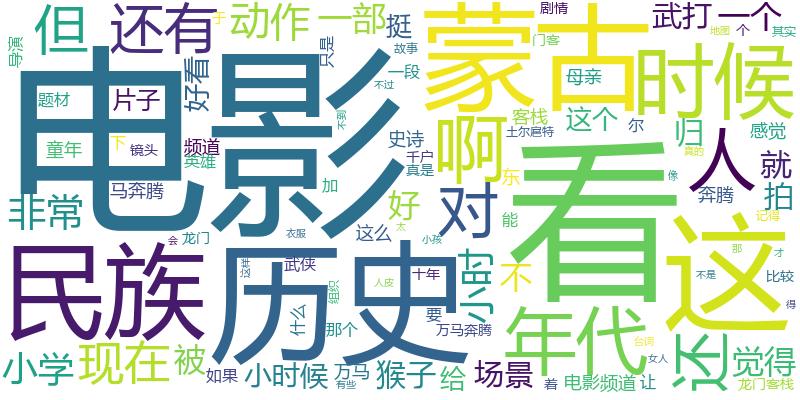 剧情
门客
地图
其实
但
还有
于
动作
一部
挺
蒙古
武打
一个
个
导演
只是
故事
好看
一段
不过
母亲
时候
题材
片子
电影
不到
啊
客栈
这个
归
感觉
童年
下
镜头
频道
英雄
史诗
土尔扈特
尔
真的
人
就
马奔腾
加
千户
真是
东
看
像
奔腾
拍
非常
好
对
能
这
记得
会
龙门
衣服
这么
太
小孩
那
才
民族
历史
这样
武侠
人皮
十年
小时
不
不是
比较
组织
什么
那个
要
万马奔腾
年代
得
台词
还
觉得
小学
现在
被
如果
小时候
万马
有些
猴子
给
场景
着
电影频道
让
女人
龙门客栈